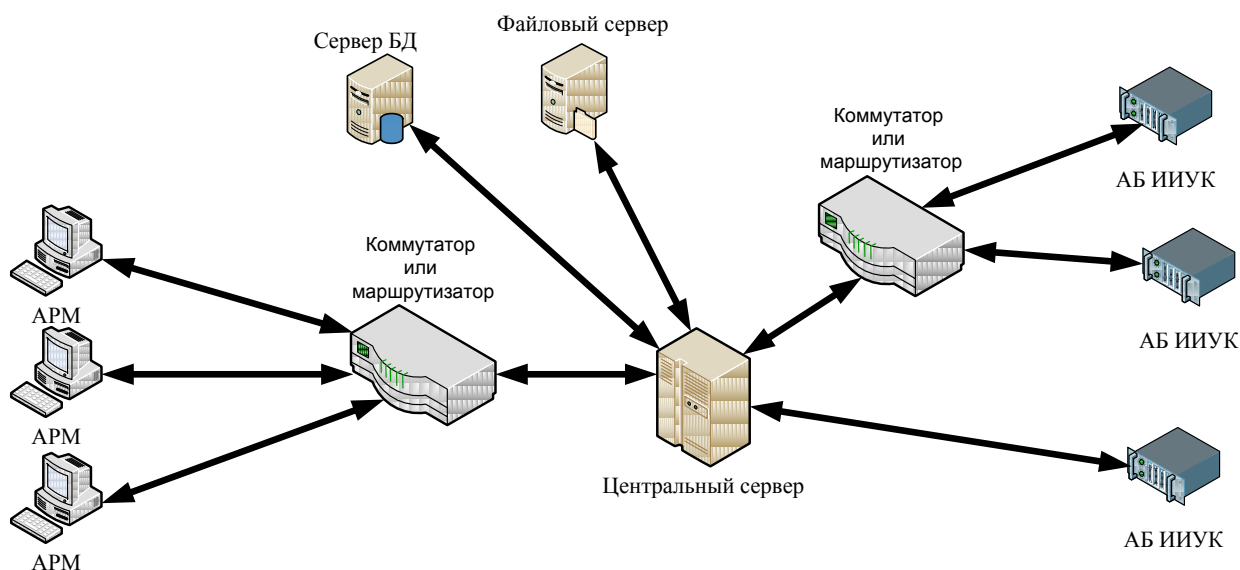 Файловый сервер
Сервер БД
Коммутатор
или
маршрутизатор
АБ ИИУК
Коммутатор
или
маршрутизатор
АРМ
АБ ИИУК
АРМ
Центральный сервер
АБ ИИУК
АРМ